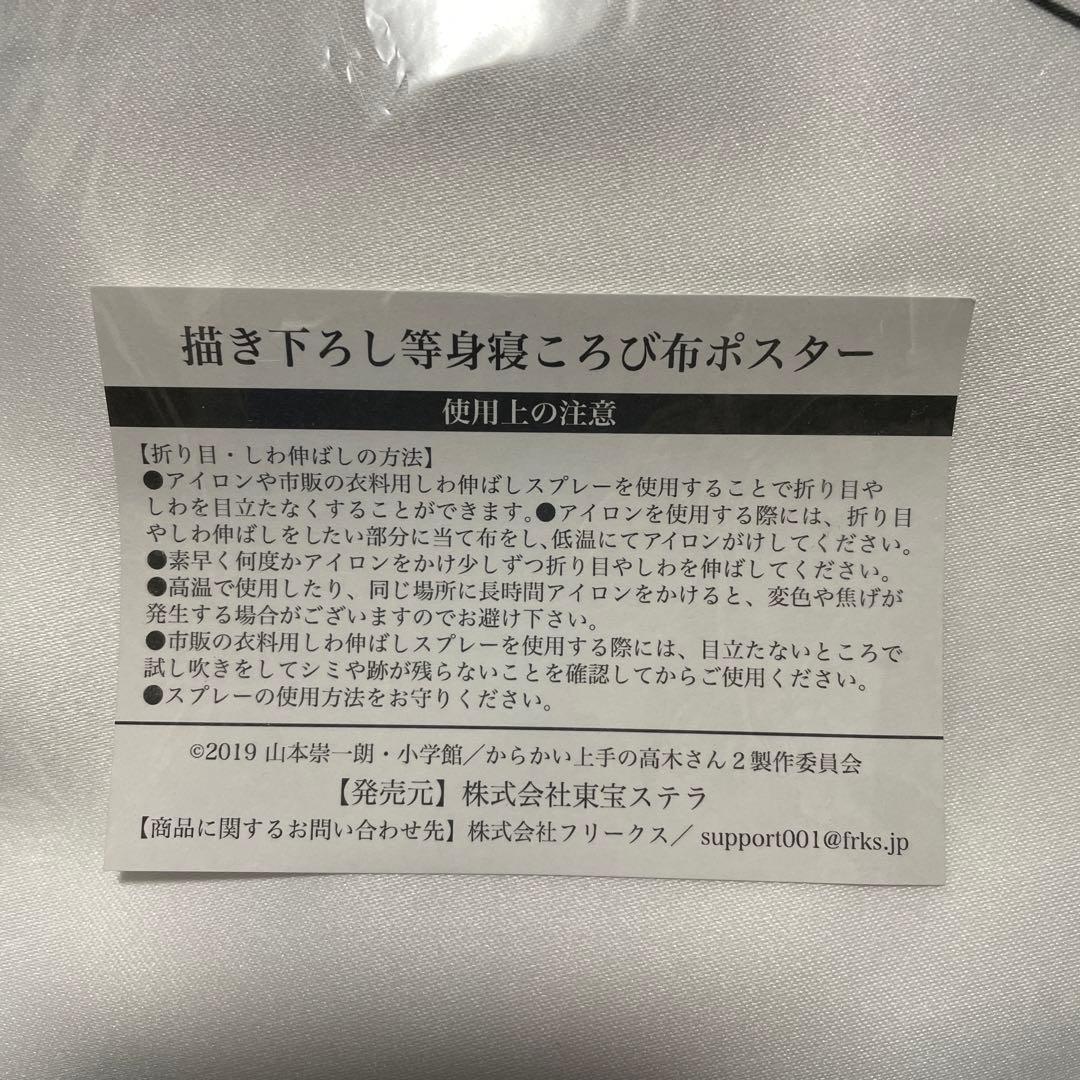 描き下ろし等身寝ころび布ポスター
使用上の注意
【折り目・しわ伸ばしの方法】
●アイロンや市販の衣料用しわ伸ばしスプレーを使用することで折り目や
しわを目立たなくすることができます。●アイロンを使用する際には、折り目
やしわ伸ばしをしたい部分に当て布をし、低温にてアイロンがけしてください。
●素早く何度かアイロンをかけ少しずつ折り目やしわを伸ばしてください。
●高温で使用したり、同じ場所に長時間アイロンをかけると、変色や焦げが
発生する場合がございますのでお避け下さい。
●市販の衣料用しわ伸ばしスプレーを使用する際には、目立たないところで
試し吹きをしてシミや跡が残らないことを確認してからご使用ください。
●スプレーの使用方法をお守りください。
©2019 山本崇一朗・小学館／からかい上手の高木さん2製作委員会
【発売元】株式会社東宝ステラ
【商品に関するお問い合わせ先】株式会社フリークス／ support001@frks.jp